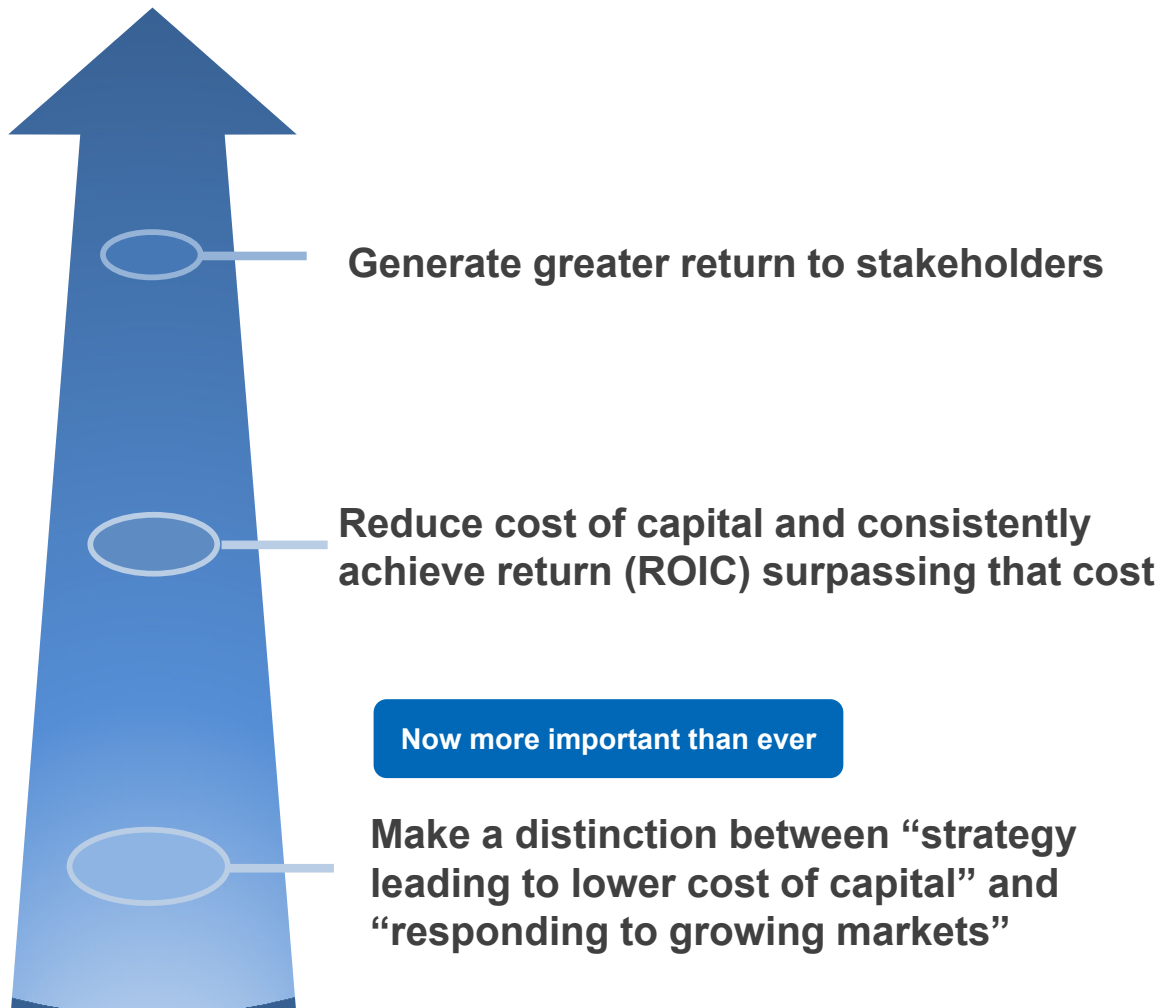 Generate greater return to stakeholders
Reduce cost of capital and consistently
achieve return (ROIC) surpassing that cost
Now more important than ever
Make a distinction between “strategy
leading to lower cost of capital” and
“responding to growing markets”